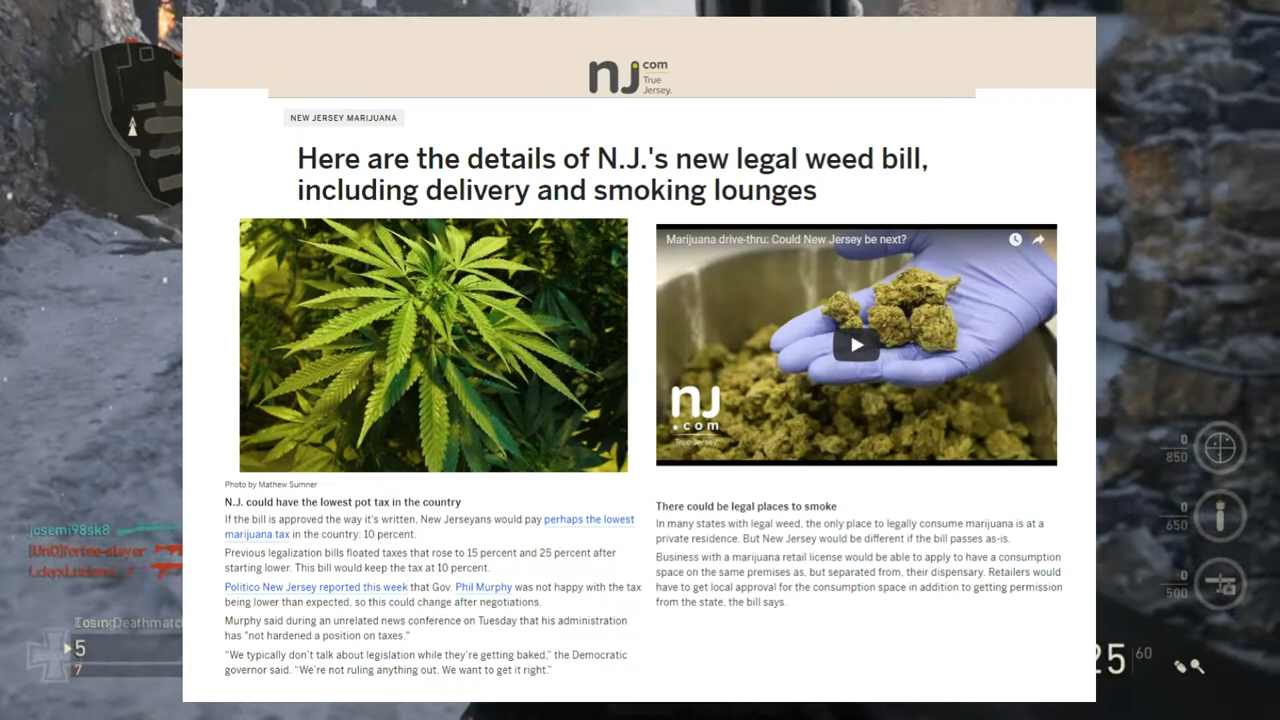 nj
com
True
Jersey.
NEW JERSEY MARIJUANA
Here are the details of N.J.'s new legal weed bill,
including delivery and smoking lounges
Marijuana drive-thru: Could New Jersey be next?
nj
.com
True Jersey.
Photo by Mathew Sumner
N.J. could have the lowest pot tax in the country
If the bill is approved the way it's written, New Jerseyans would pay perhaps the lowest
marijuana tax in the country: 10 percent.
Previous legalization bills floated taxes that rose to 15 percent and 25 percent after
starting lower. This bill would keep the tax at 10 percent.
Politico New Jersey reported this week that Gov. Phil Murphy was not happy with the tax
being lower than expected, so this could change after negotiations.
Murphy said during an unrelated news conference on Tuesday that his administration
has "not hardened a position on taxes."
“We typically don’t talk about legislation while they’re getting baked,” the Democratic
governor said. “We’re not ruling anything out. We want to get it right.”
There could be legal places to smoke
In many states with legal weed, the only place to legally consume marijuana is at a
private residence. But New Jersey would be different if the bill passes as-is.
Business with a marijuana retail license would be able to apply to have a consumption
space on the same premises as, but separated from, their dispensary. Retailers would
have to get local approval for the consumption space in addition to getting permission
from the state, the bill says.
josemi98sk8
[UnO]fortee-slayer
Losing Deathmatc
5
7
0
850
0
650
0
500
25 60